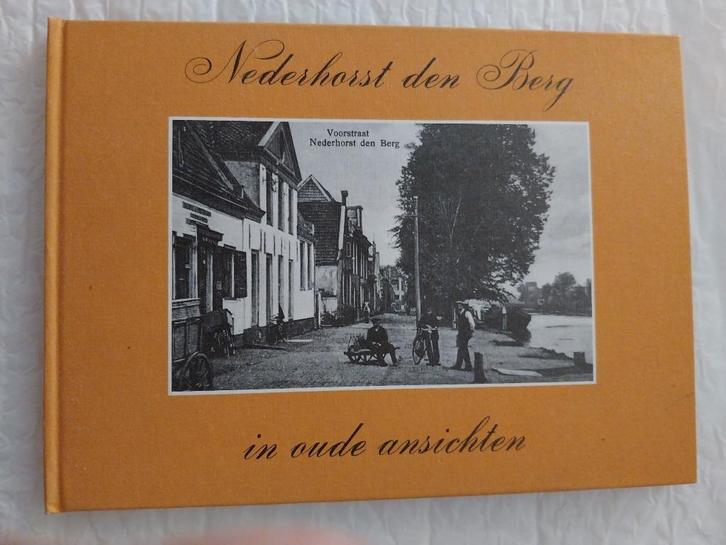 Nederhorst den Berg
Voorstraat
Nederhorst den Berg
in oude ansichten